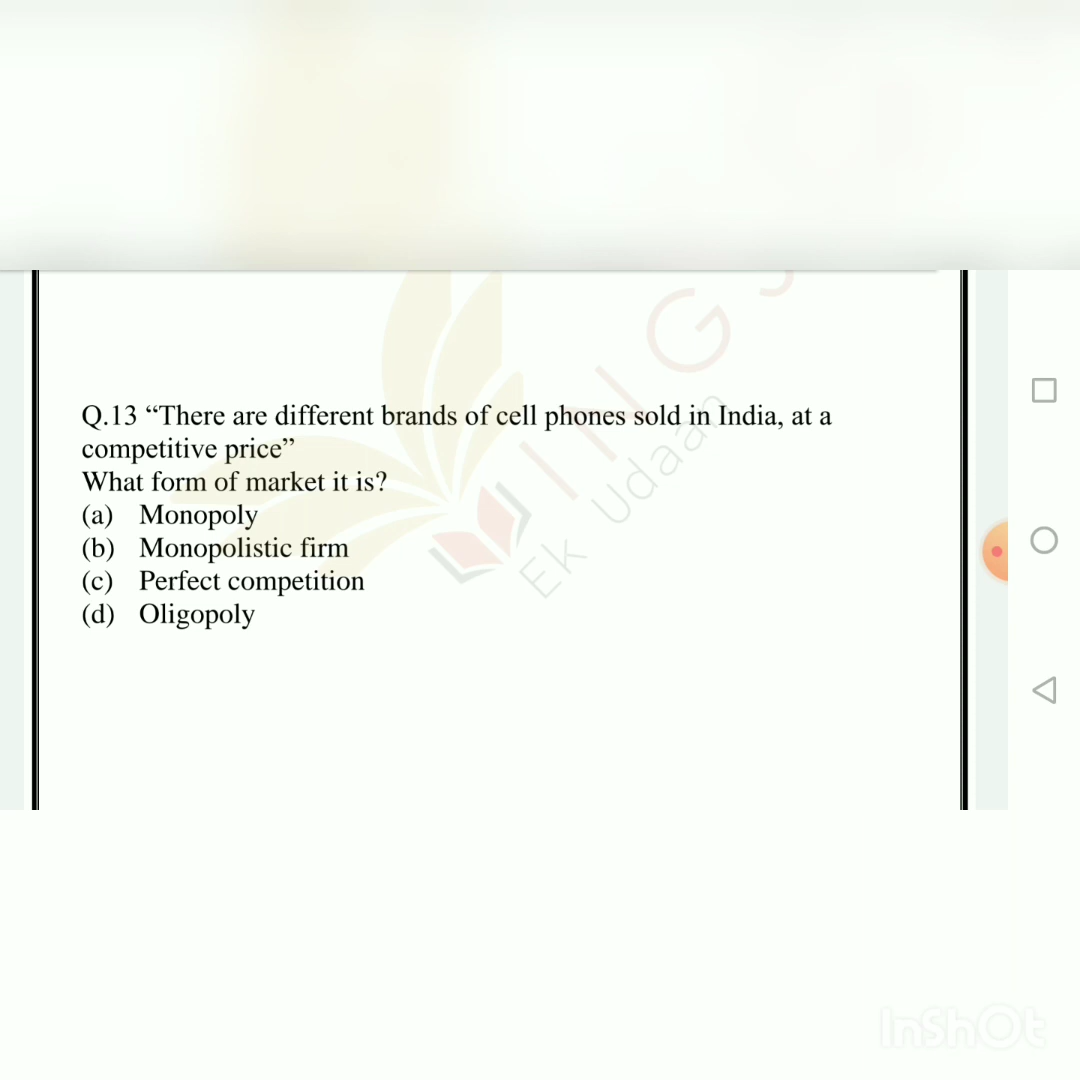 Q.13 “There are different brands of cell phones sold in India, at a
competitive price”
What form of market it is?
(a) Monopoly
(b) Monopolistic firm
(c) Perfect competition
(d) Oligopoly
Ek Udaan
InShOt